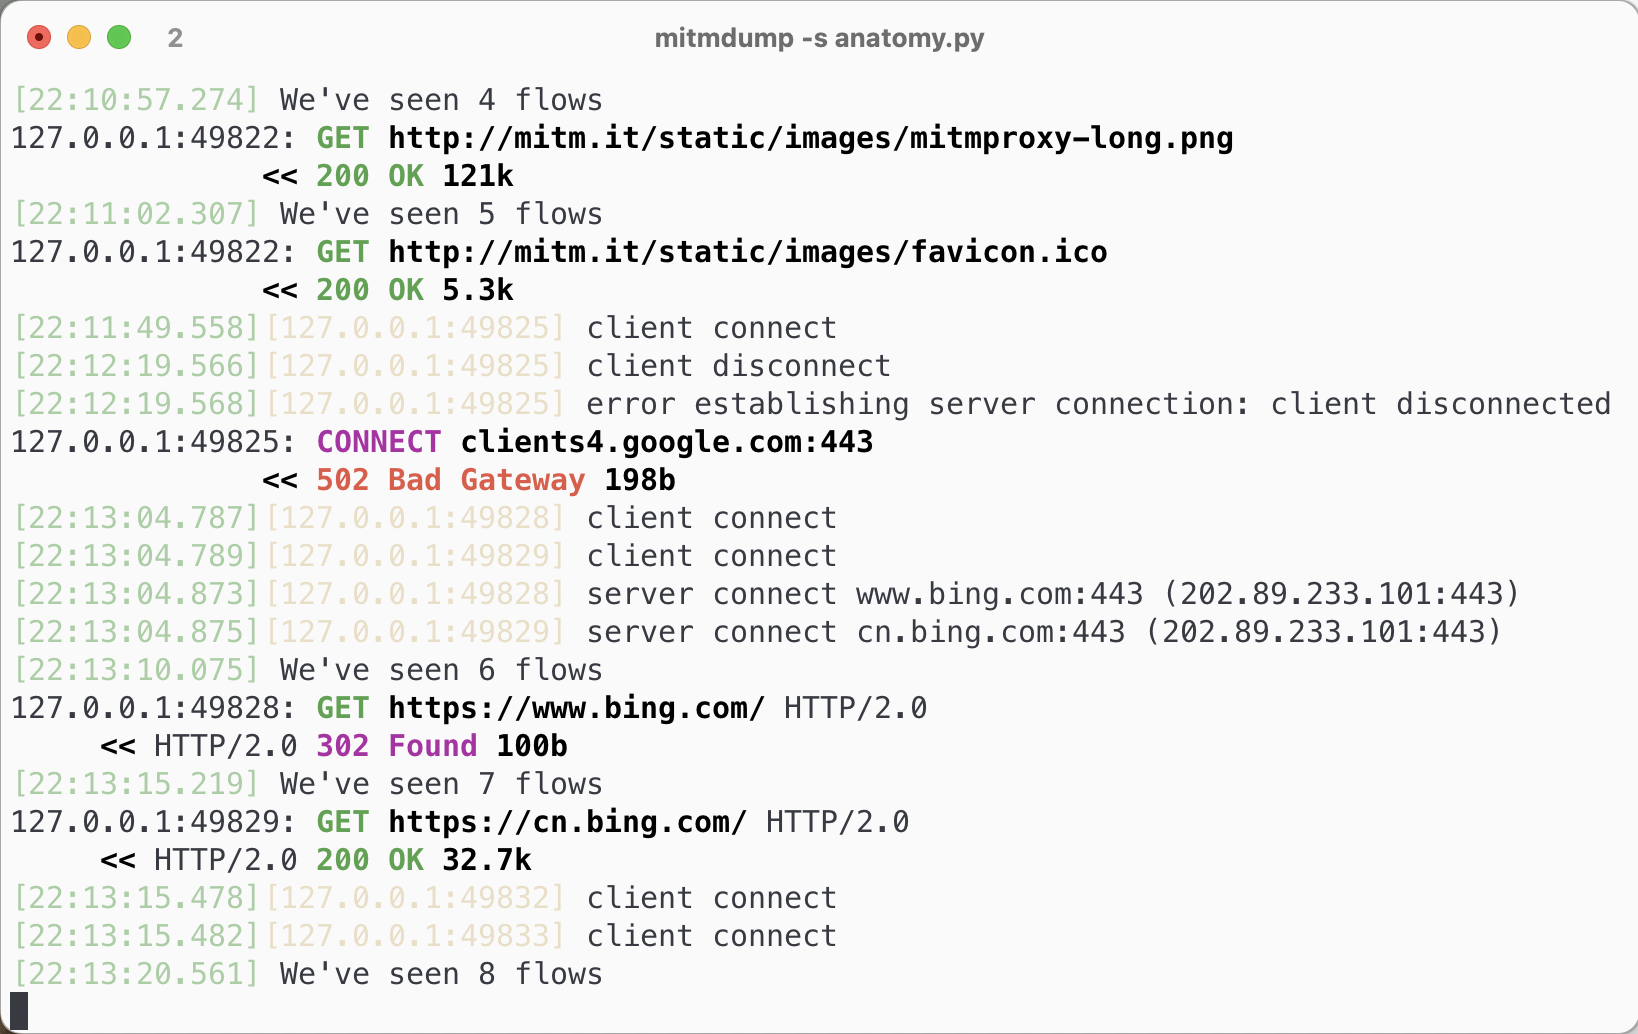 2
mitmdump -s anatomy.py
[22:10:57.274] We've seen 4 flows
127.0.0.1:49822: GET http://mitm.it/static/images/mitmproxy-long.png
<< 200 OK 121k
[22:11:02.307] We've seen 5 flows
127.0.0.1:49822: GET http://mitm.it/static/images/favicon.ico
<< 200 OK 5.3k
[22:11:49.558][127.0.0.1:49825] client connect
[22:12:19.566][127.0.0.1:49825] client disconnect
[22:12:19.568][127.0.0.1:49825] error establishing server connection: client disconnected
127.0.0.1:49825: CONNECT clients4.google.com:443
<< 502 Bad Gateway 198b
[22:13:04.787][127.0.0.1:49828] client connect
[22:13:04.789][127.0.0.1:49829] client connect
[22:13:04.873][127.0.0.1:49828] server connect www.bing.com:443 (202.89.233.101:443)
[22:13:04.875][127.0.0.1:49829] server connect cn.bing.com:443 (202.89.233.101:443)
[22:13:10.075] We've seen 6 flows
127.0.0.1:49828: GET https://www.bing.com/ HTTP/2.0
<< HTTP/2.0 302 Found 100b
[22:13:15.219] We've seen 7 flows
127.0.0.1:49829: GET https://cn.bing.com/ HTTP/2.0
<< HTTP/2.0 200 OK 32.7k
[22:13:15.478][127.0.0.1:49832] client connect
[22:13:15.482][127.0.0.1:49833] client connect
[22:13:20.561] We've seen 8 flows